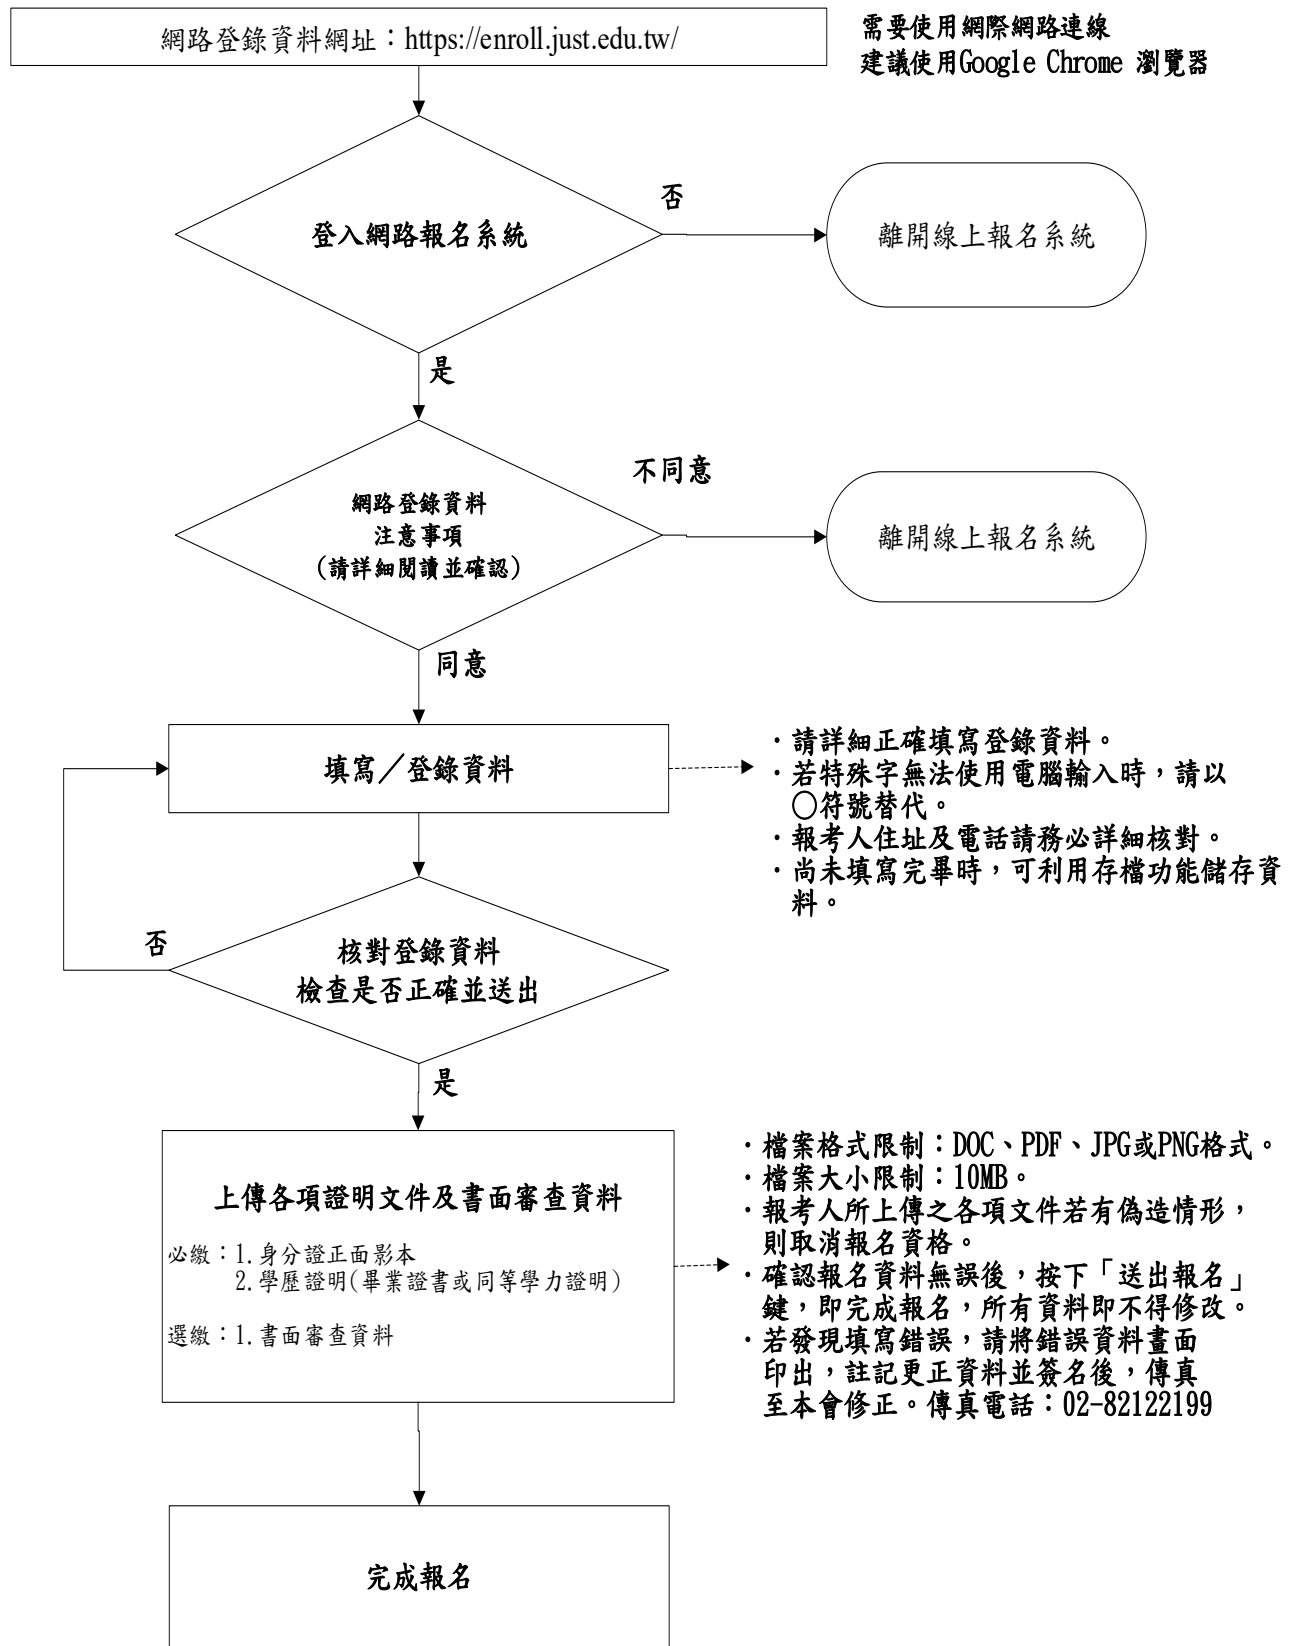 網路登錄資料網址：https://enroll.just.edu.tw/
需要使用網際網路連線
建議使用Google Chrome 瀏覽器
登入網路報名系統
否
離開線上報名系統
是
網路登錄資料
注意事項
(請詳細閱讀並確認)
不同意
離開線上報名系統
同意
填寫／登錄資料
·請詳細正確填寫登錄資料。
·若特殊字無法使用電腦輸入時，請以
○符號替代。
·報考人住址及電話請務必詳細核對。
·尚未填寫完畢時，可利用存檔功能儲存資
料。
核對登錄資料
檢查是否正確並送出
否
是
上傳各項證明文件及書面審查資料
必繳：1.身分證正面影本
2.學歷證明(畢業證書或同等學力證明)
選繳：1.書面審查資料
·檔案格式限制：DOC、PDF、JPG或PNG格式。
·檔案大小限制：10MB。
·報考人所上傳之各項文件若有偽造情形，
則取消報名資格。
·確認報名資料無誤後，按下「送出報名」
鍵，即完成報名，所有資料即不得修改。
·若發現填寫錯誤，請將錯誤資料畫面
印出，註記更正資料並簽名後，傳真
至本會修正。傳真電話：02-82122199
完成報名